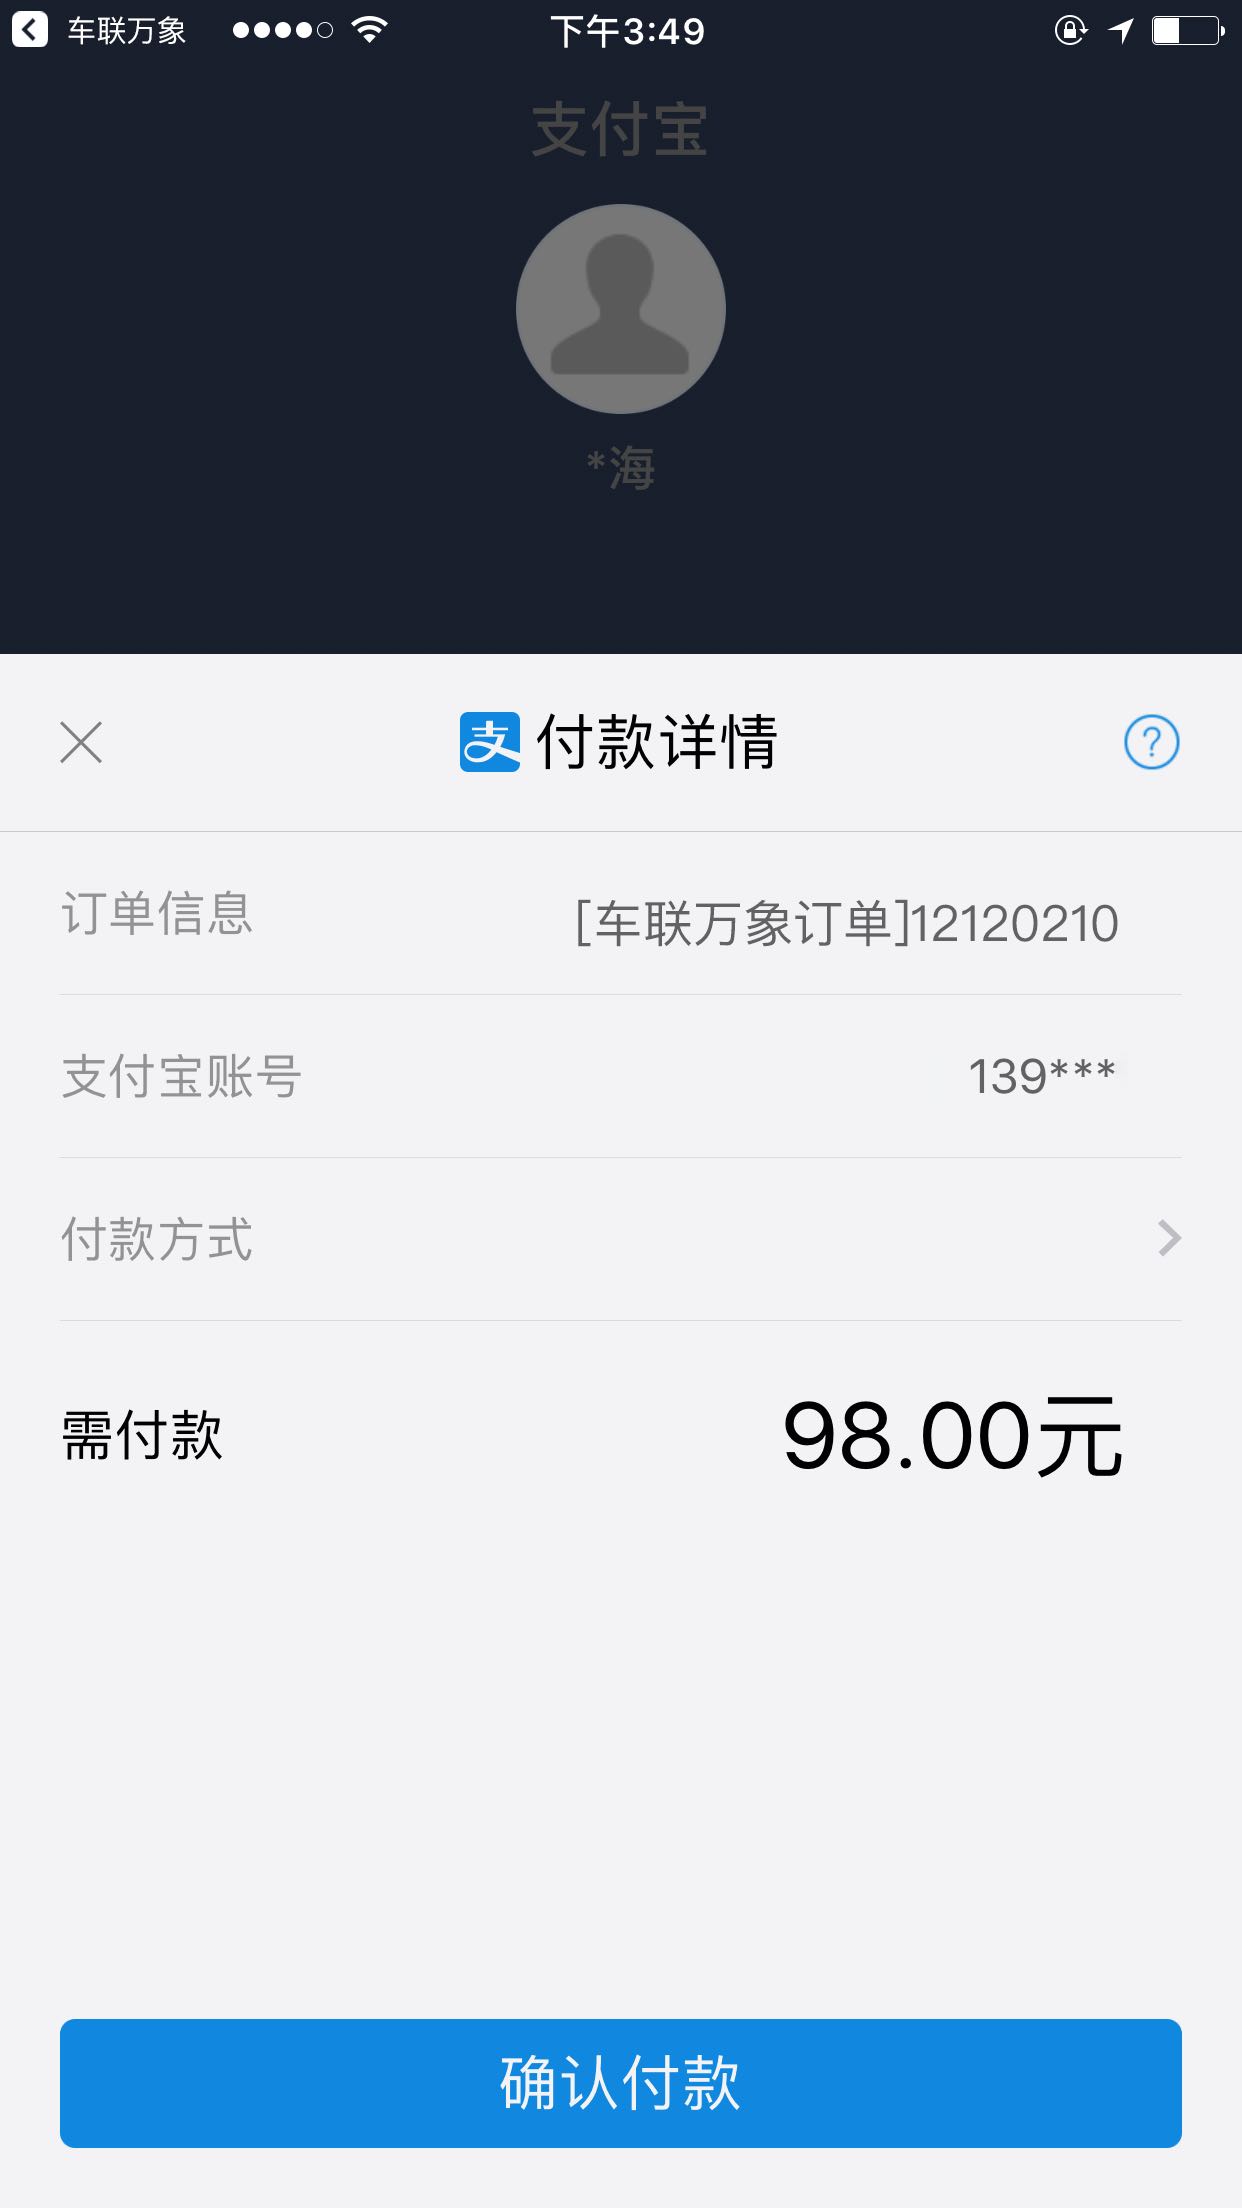 车联万象 下午3:49
支付宝
*海
支 付款详情 ?
订单信息 [车联万象订单]12120210
支付宝账号 139***
付款方式
需付款 98.00元
确认付款